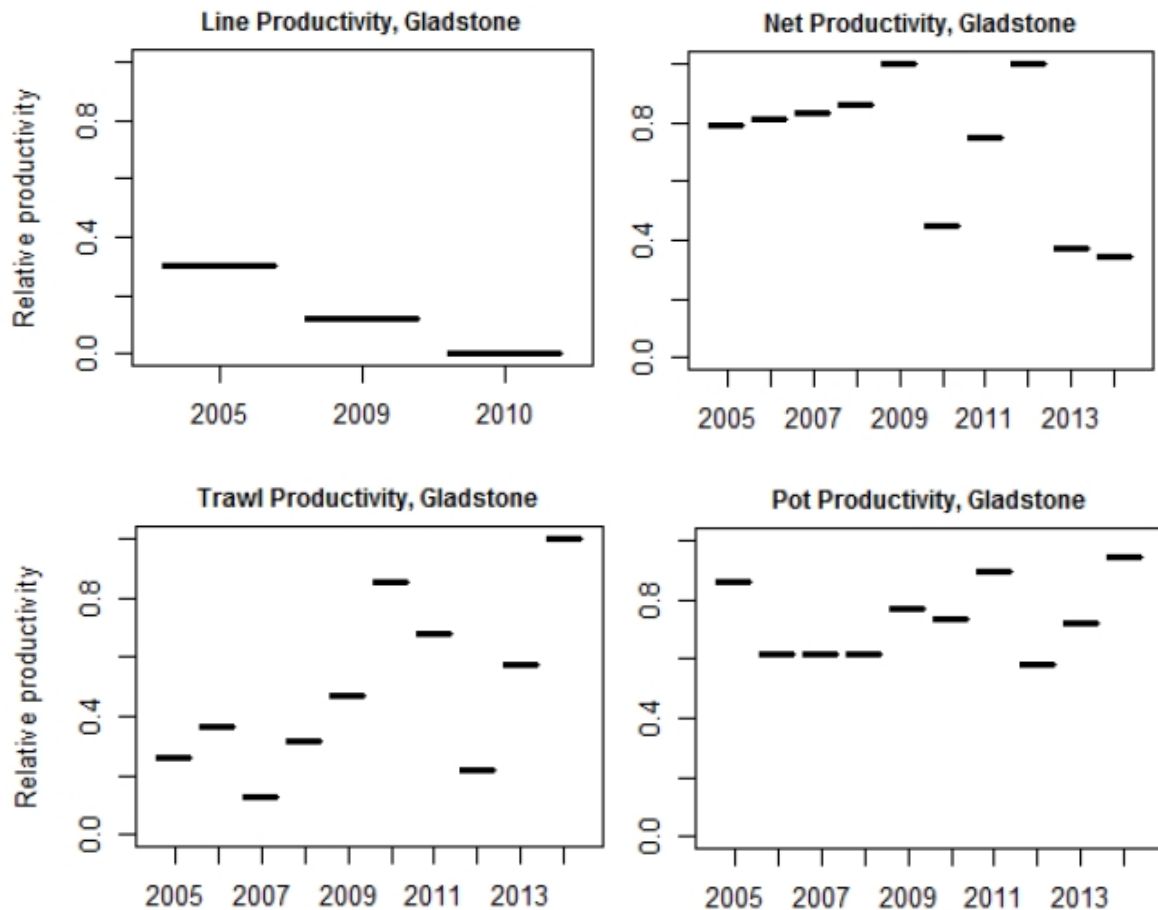 Line Productivity, Gladstone
Relative productivity
0.8
0.4
0.0
2005 2009 2010
Net Productivity, Gladstone
0.8
0.4
0.0
2005 2007 2009 2011 2013
Trawl Productivity, Gladstone
Relative productivity
0.8
0.4
0.0
2005 2007 2009 2011 2013
Pot Productivity, Gladstone
0.8
0.4
0.0
2005 2007 2009 2011 2013